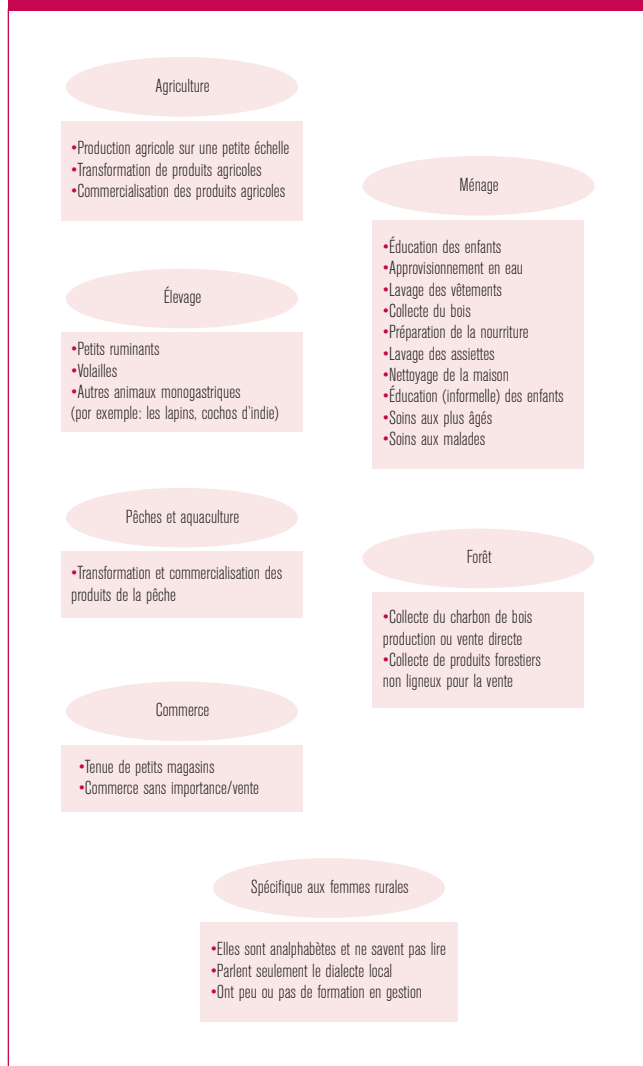 Agriculture
•Production agricole sur une petite échelle
•Transformation de produits agricoles
•Commercialisation des produits agricoles
Élevage
•Petits ruminants
•Volailles
•Autres animaux monogastriques
(por exemple: les lapins, cochos d'indie)
Pêches et aquaculture
•Transformation et commercialisation des
produits de la pêche
Commerce
•Tenue de petits magasins
•Commerce sans importance/vente
Ménage
•Éducation des enfants
•Approvisionnement en eau
•Lavage des vêtements
•Collecte du bois
•Préparation de la nourriture
•Lavage des assiettes
•Nettoyage de la maison
•Éducation (informelle) des enfants
•Soins aux plus âgés
•Soins aux malades
Forêt
•Collecte du charbon de bois
production ou vente directe
•Collecte de produits forestiers
non ligneux pour la vente
Spécifique aux femmes rurales
•Elles sont analphabètes et ne savent pas lire
•Parlent seulement le dialecte local
•Ont peu ou pas de formation en gestion